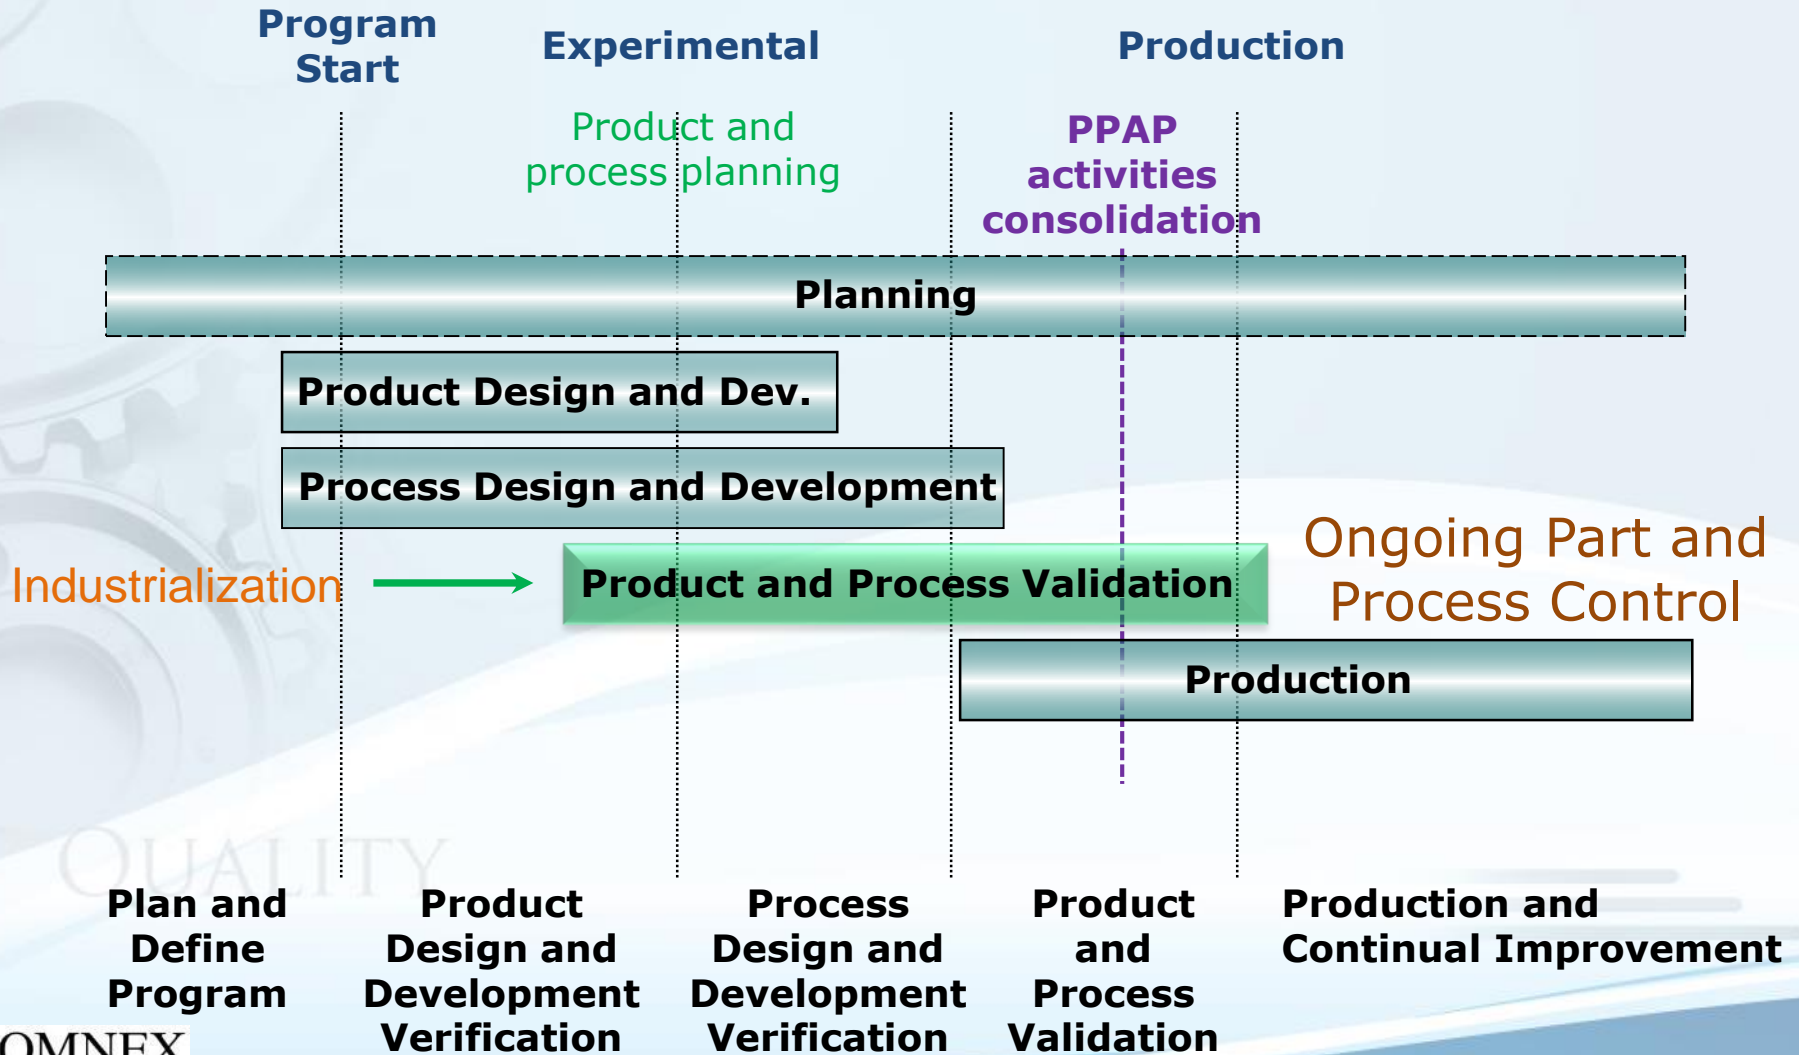 Program
Start
Experimental
Production
Product and
process planning
PPAP
activities
consolidation
Planning
Product Design and Dev.
Process Design and Development
Industrialization
Product and Process Validation
Ongoing Part and
Process Control
Production
QUALITY
Plan and
Define
Program
Product
Design and
Development
Verification
Process
Design and
Development
Verification
Product
and
Process
Validation
Production and
Continual Improvement
OMNEX